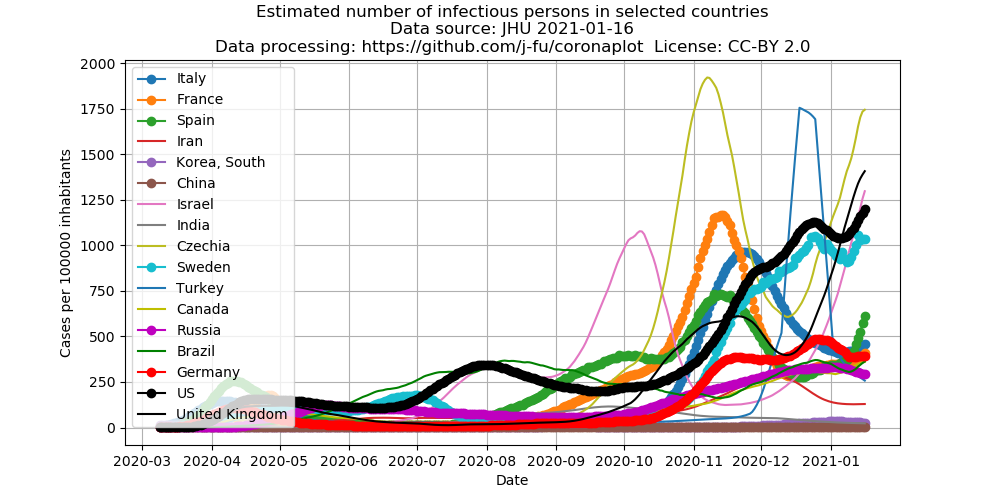 Estimated number of infectious persons in selected countries
Data source: JHU 2021-01-16
Data processing: https://github.com/j-fu/coronaplot License: CC-BY 2.0
Cases per 100000 inhabitants
2000
1750
1500
1250
1000
750
500
250
0
Italy
France
Spain
Iran
Korea, South
China
Israel
India
Czechia
Sweden
Turkey
Canada
Russia
Brazil
Germany
US
United Kingdom
2020-03 2020-04 2020-05 2020-06 2020-07 2020-08 2020-09 2020-10 2020-11 2020-12 2021-01
Date